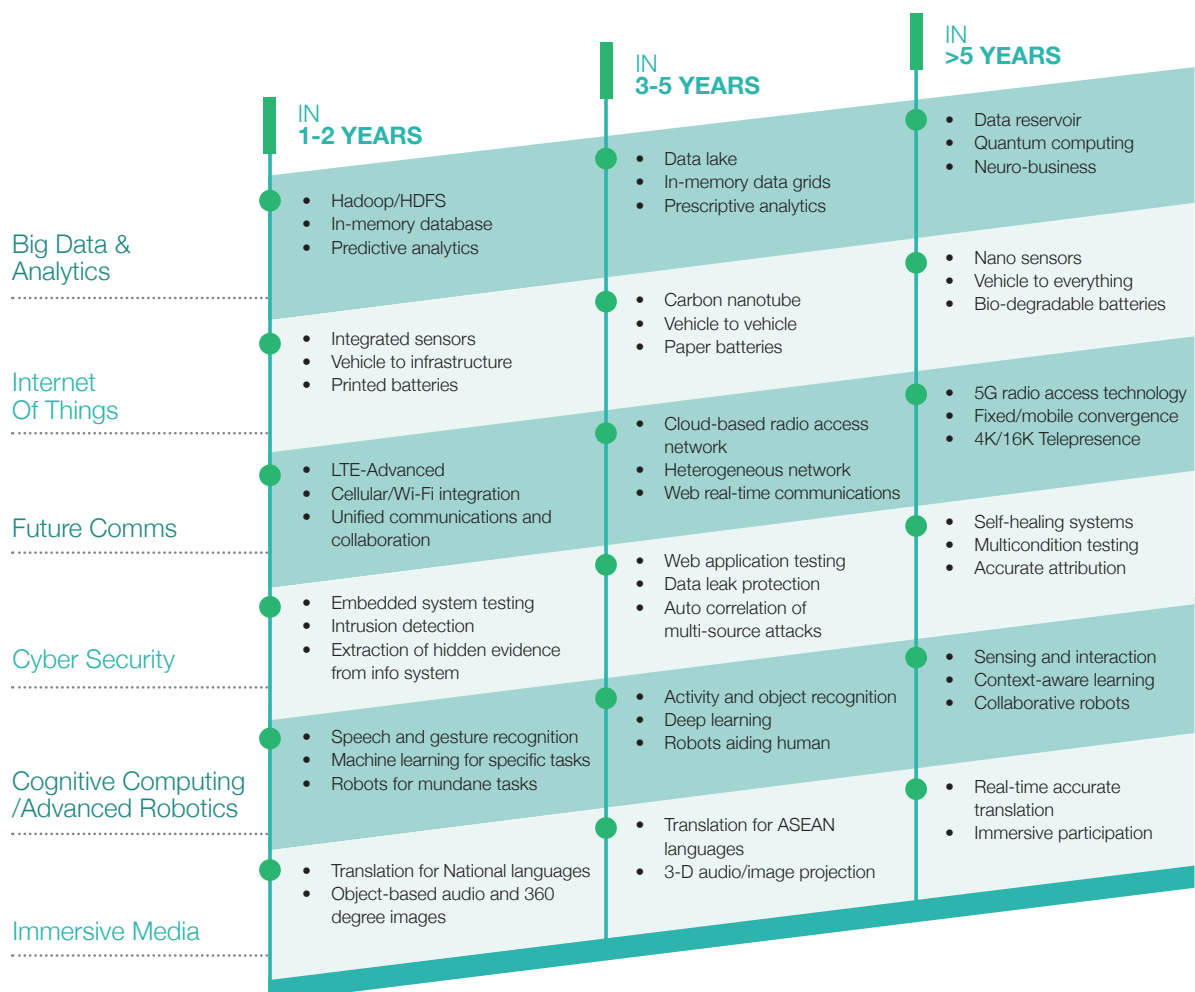 IN
1-2 YEARS
IN
3-5 YEARS
IN
>5 YEARS
Big Data &
Analytics
• Hadoop/HDFS
• In-memory database
• Predictive analytics
• Data lake
• In-memory data grids
• Prescriptive analytics
• Data reservoir
• Quantum computing
• Neuro-business
Internet
Of Things
• Integrated sensors
• Vehicle to infrastructure
• Printed batteries
• Carbon nanotube
• Vehicle to vehicle
• Paper batteries
• Nano sensors
• Vehicle to everything
• Bio-degradable batteries
Future Comms
• LTE-Advanced
• Cellular/Wi-Fi integration
• Unified communications and
collaboration
• Cloud-based radio access
network
• Heterogeneous network
• Web real-time communications
• 5G radio access technology
• Fixed/mobile convergence
• 4K/16K Telepresence
Cyber Security
• Embedded system testing
• Intrusion detection
• Extraction of hidden evidence
from info system
• Web application testing
• Data leak protection
• Auto correlation of
multi-source attacks
• Self-healing systems
• Multicondition testing
• Accurate attribution
Cognitive Computing
/Advanced Robotics
• Speech and gesture recognition
• Machine learning for specific tasks
• Robots for mundane tasks
• Activity and object recognition
• Deep learning
• Robots aiding human
• Sensing and interaction
• Context-aware learning
• Collaborative robots
Immersive Media
• Translation for National languages
• Object-based audio and 360
degree images
• Translation for ASEAN
languages
• 3-D audio/image projection
• Real-time accurate
translation
• Immersive participation